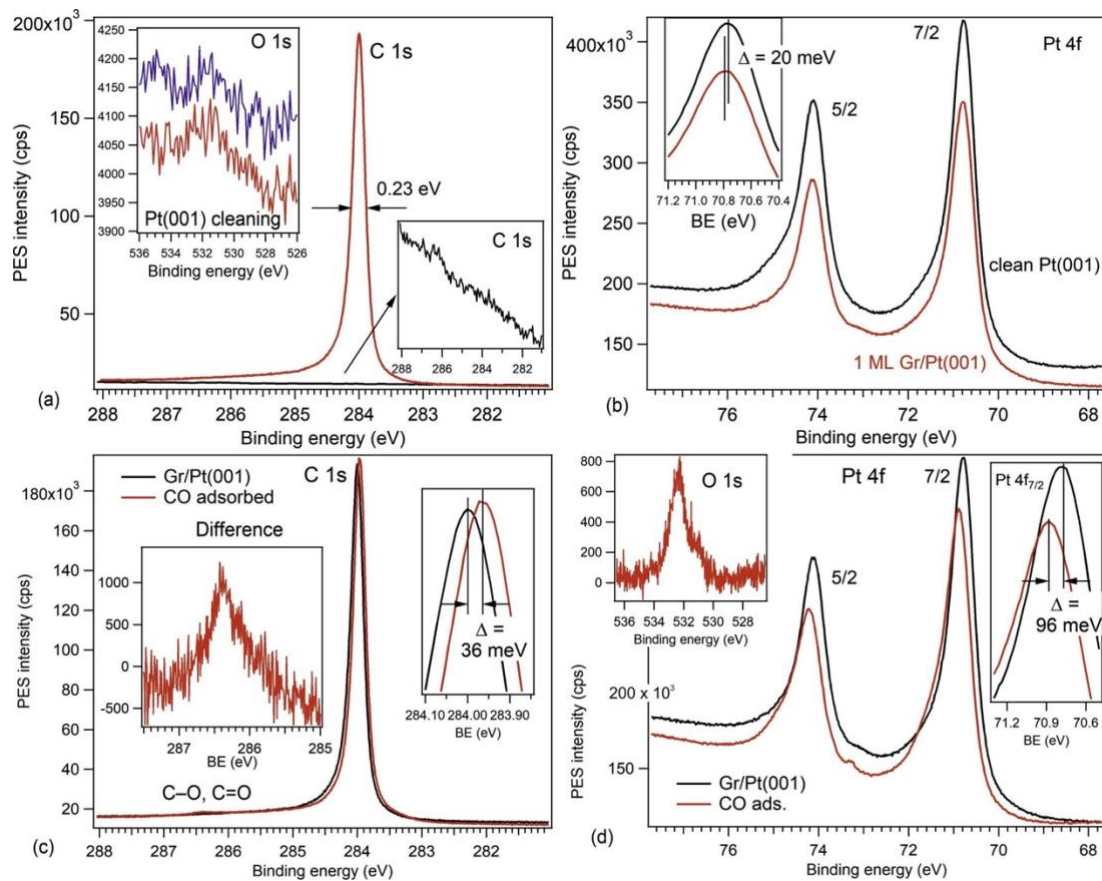 (a)
200x10³
150
100
50
PES intensity (cps)
288 287 286 285 284 283 282
Binding energy (eV)
C 1s
0.23 eV
O 1s
4250
4200
4150
4100
4050
4000
3950
3900
Pt(001) cleaning
536 534 532 530 528 526
Binding energy (eV)
C 1s
288 286 284 282
(b)
400x10³
350
300
250
200
150
PES intensity (cps)
76 74 72 70 68
Binding energy (eV)
Pt 4f
7/2
5/2
clean Pt(001)
1 ML Gr/Pt(001)
Δ = 20 meV
71.2 71.0 70.8 70.6 70.4
BE (eV)
(c)
180x10³
160
140
120
100
80
60
40
20
PES intensity (cps)
288 287 286 285 284 283 282
Binding energy (eV)
Gr/Pt(001)
CO adsorbed
C 1s
Difference
1000
500
0
-500
287 286 285
BE (eV)
C–O, C=O
Δ =
36 meV
284.10 284.00 283.90
BE (eV)
(d)
200 x 10³
150
PES intensity (cps)
76 74 72 70 68
Binding energy (eV)
Pt 4f
7/2
5/2
O 1s
800
600
400
200
0
536 534 532 530 528
Binding energy (eV)
Pt 4f7/2
Δ =
96 meV
71.2 70.9 70.6
BE (eV)
Gr/Pt(001)
CO ads.